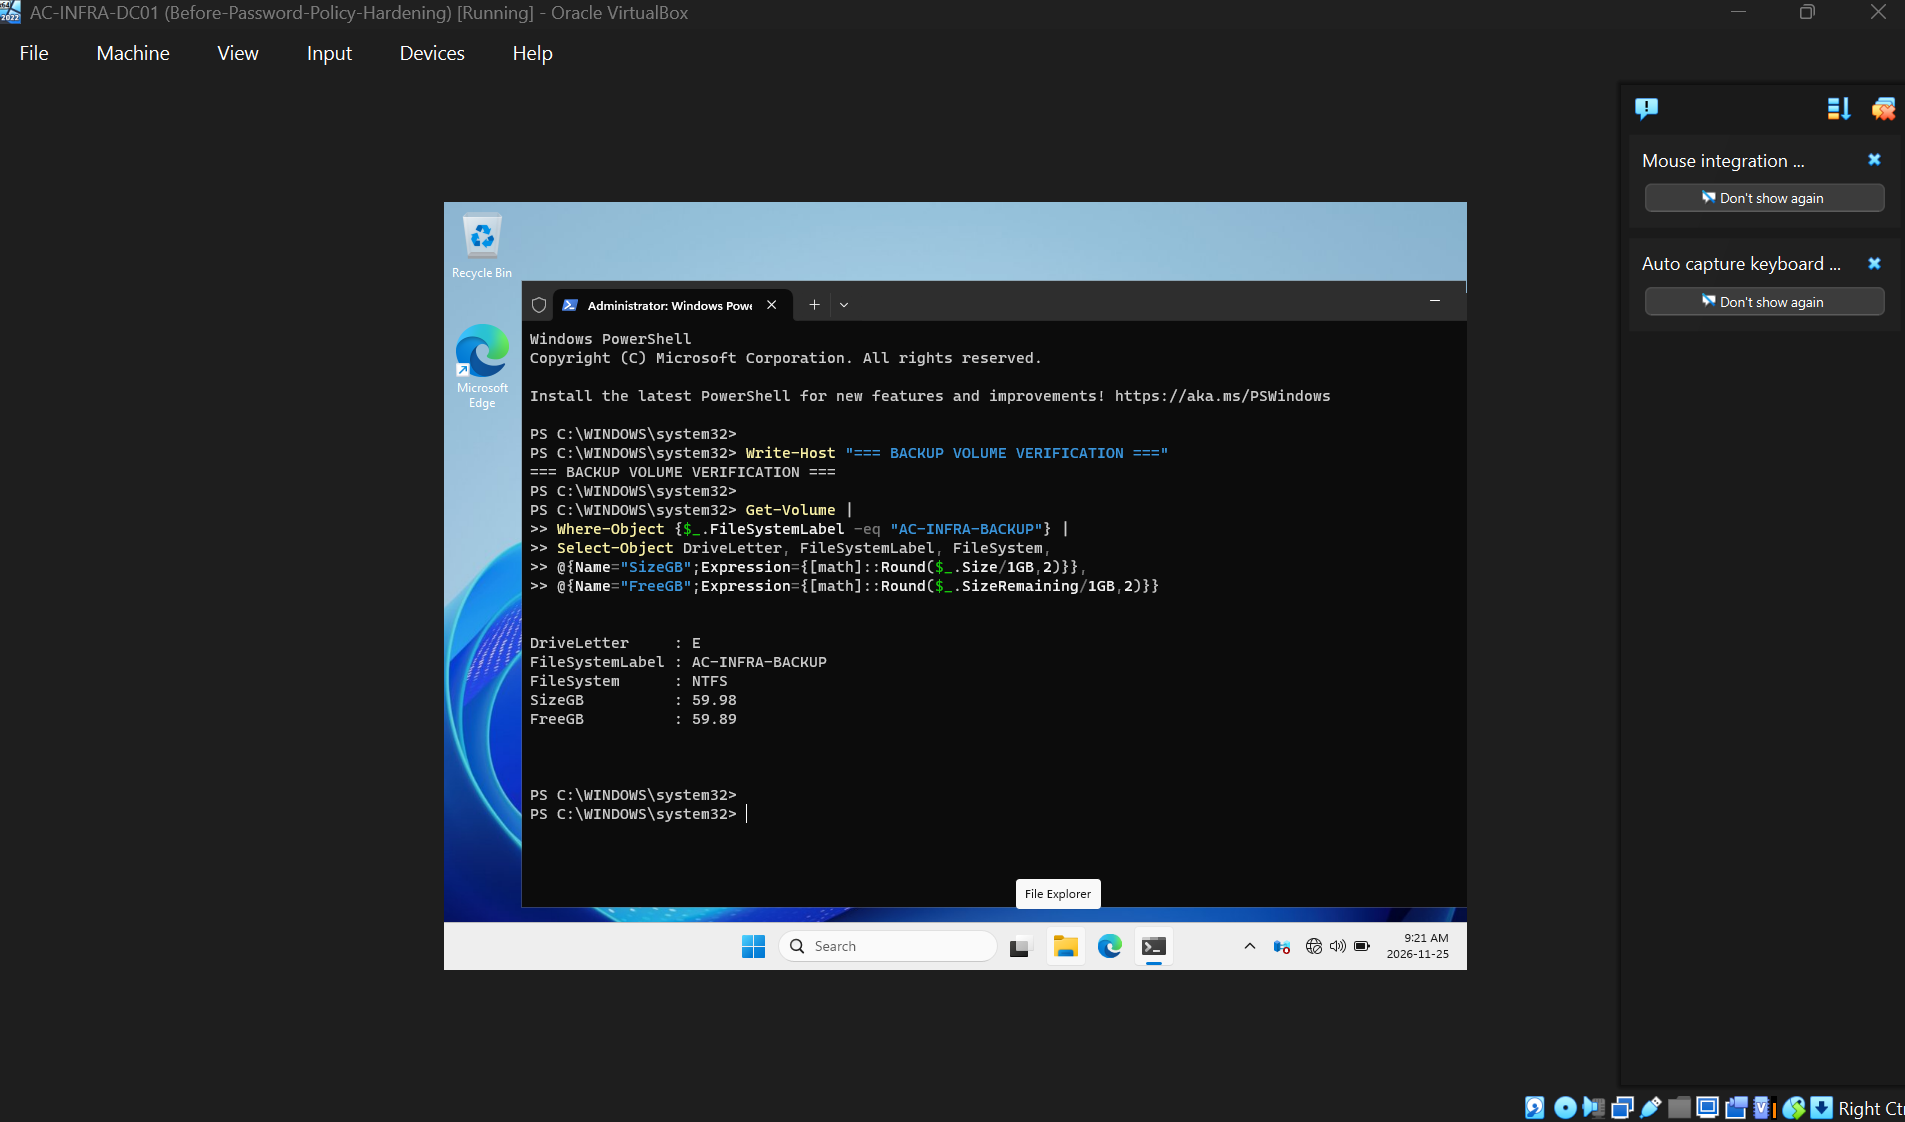 AC-INFRA-DC01 (Before-Password-Policy-Hardening) [Running] - Oracle VirtualBox
File Machine View Input Devices Help
Mouse integration ...
Don't show again
Auto capture keyboard ...
Don't show again
Recycle Bin
Microsoft
Edge
Administrator: Windows Powe
Windows PowerShell
Copyright (C) Microsoft Corporation. All rights reserved.
Install the latest PowerShell for new features and improvements! https://aka.ms/PSWindows
PS C:\WINDOWS\system32>
PS C:\WINDOWS\system32> Write-Host "=== BACKUP VOLUME VERIFICATION ==="
=== BACKUP VOLUME VERIFICATION ===
PS C:\WINDOWS\system32>
PS C:\WINDOWS\system32> Get-Volume |
>> Where-Object {$_.FileSystemLabel -eq "AC-INFRA-BACKUP"} |
>> Select-Object DriveLetter, FileSystemLabel, FileSystem,
>> @{Name="SizeGB";Expression={[math]::Round($_.Size/1GB,2)}},
>> @{Name="FreeGB";Expression={[math]::Round($_.SizeRemaining/1GB,2)}}
DriveLetter : E
FileSystemLabel : AC-INFRA-BACKUP
FileSystem : NTFS
SizeGB : 59.98
FreeGB : 59.89
PS C:\WINDOWS\system32>
PS C:\WINDOWS\system32>
File Explorer
Search
9:21 AM
2026-11-25
Right Ct